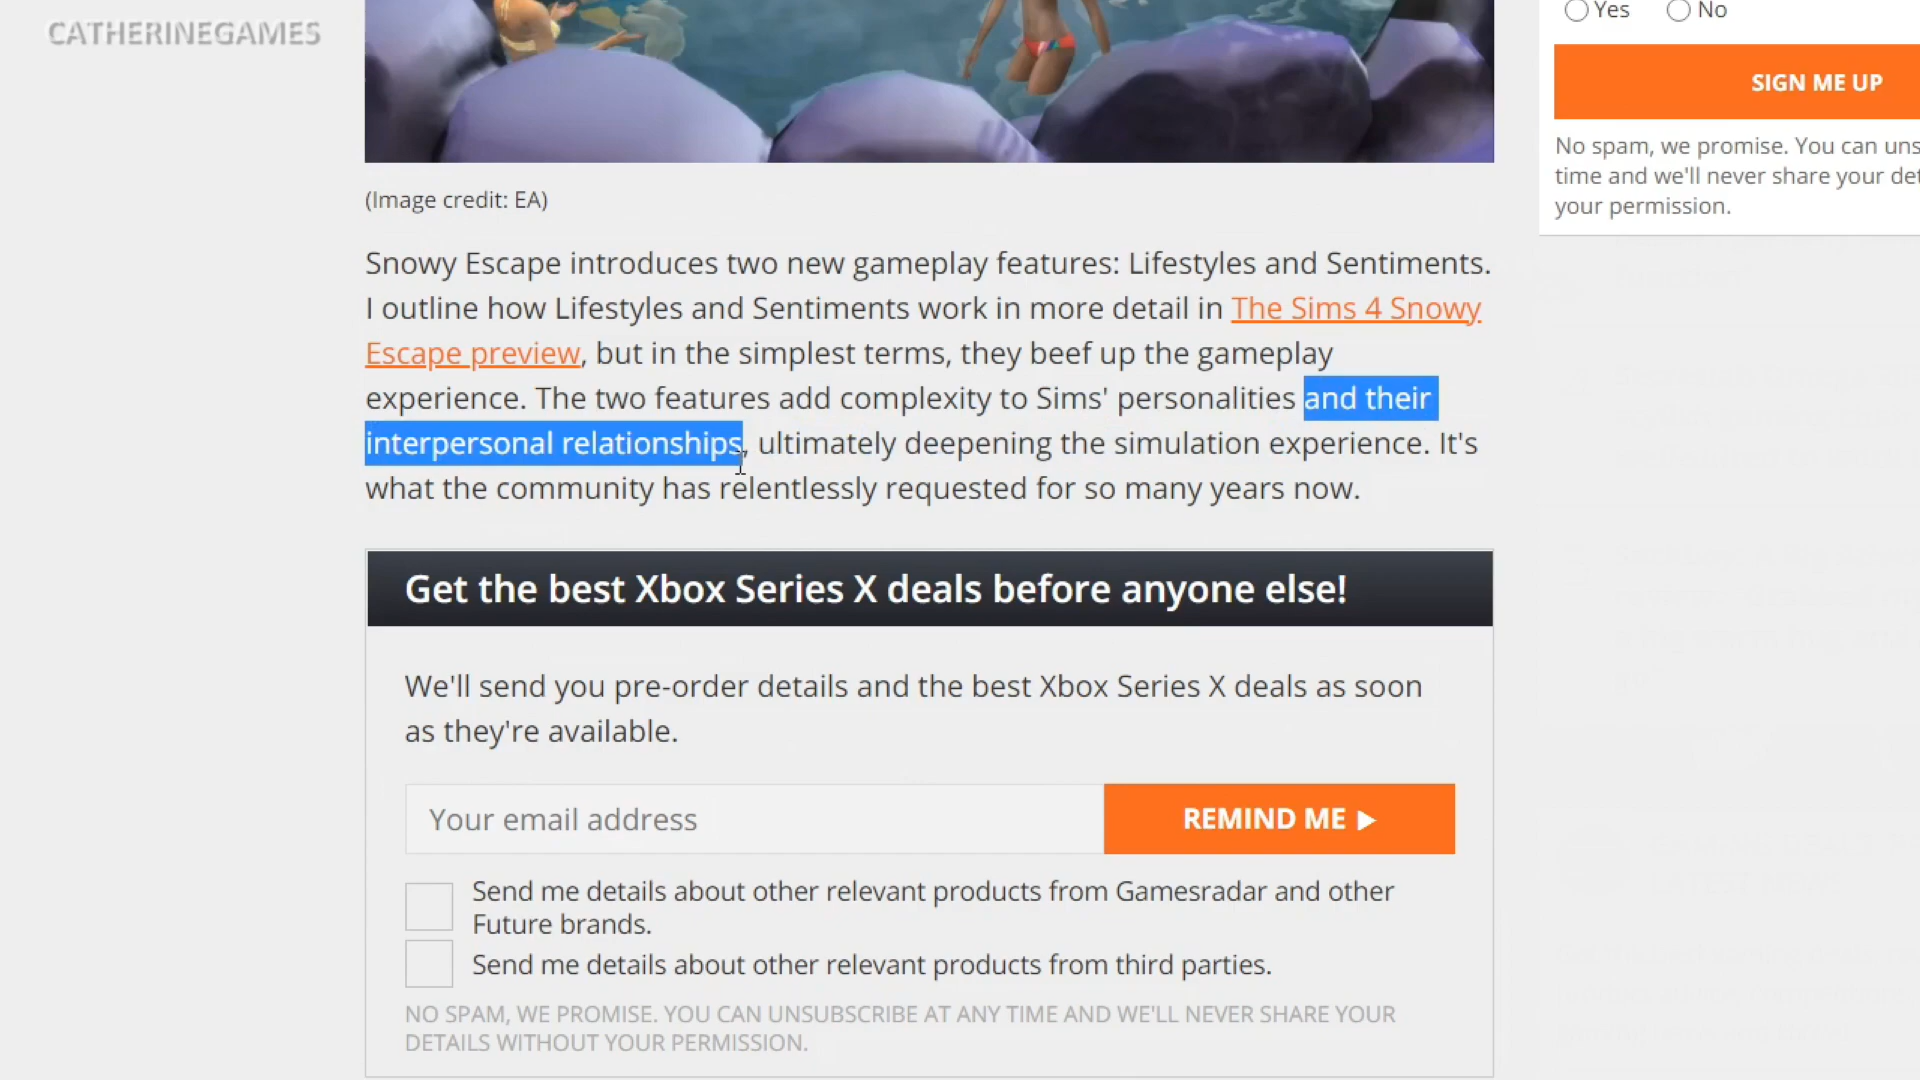 CATHERINEGAMES
Yes No
SIGN ME UP
No spam, we promise. You can uns
time and we'll never share your det
your permission.
(Image credit: EA)
Snowy Escape introduces two new gameplay features: Lifestyles and Sentiments.
I outline how Lifestyles and Sentiments work in more detail in The Sims 4 Snowy
Escape preview, but in the simplest terms, they beef up the gameplay
experience. The two features add complexity to Sims' personalities and their
interpersonal relationships, ultimately deepening the simulation experience. It's
what the community has relentlessly requested for so many years now.
Get the best Xbox Series X deals before anyone else!
We'll send you pre-order details and the best Xbox Series X deals as soon
as they're available.
Your email address
REMIND ME ▶
Send me details about other relevant products from Gamesradar and other
Future brands.
Send me details about other relevant products from third parties.
NO SPAM, WE PROMISE. YOU CAN UNSUBSCRIBE AT ANY TIME AND WE'LL NEVER SHARE YOUR
DETAILS WITHOUT YOUR PERMISSION.